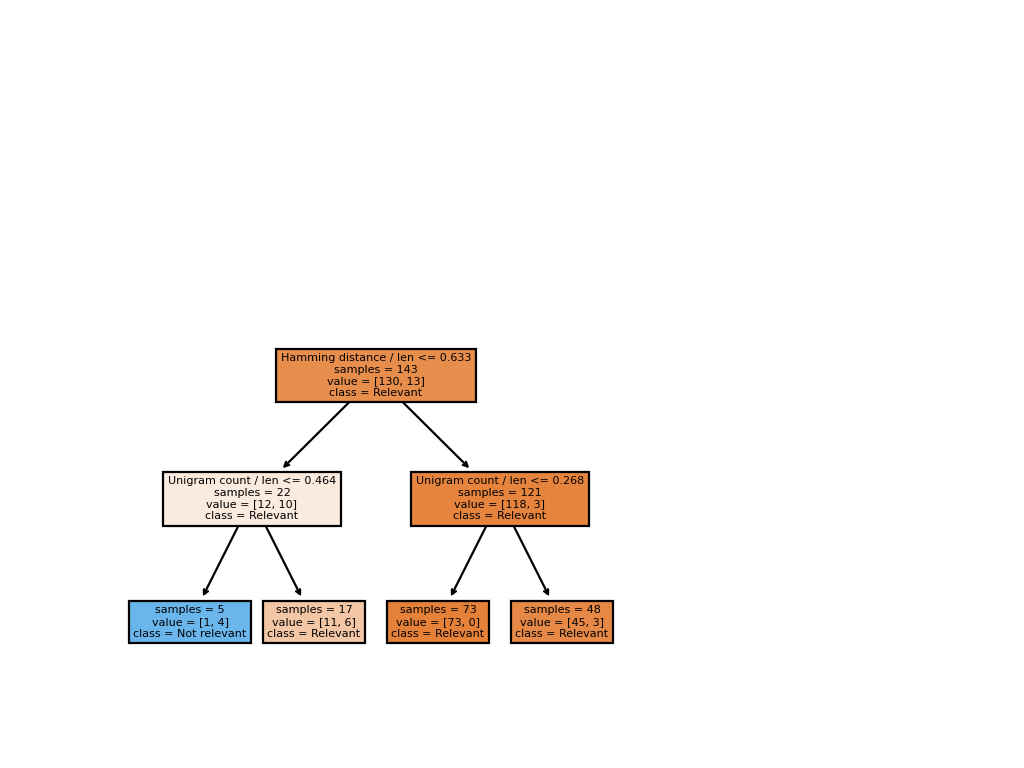 Hamming distance / len <= 0.633
samples = 143
value = [130, 13]
class = Relevant
Unigram count / len <= 0.464
samples = 22
value = [12, 10]
class = Relevant
Unigram count / len <= 0.268
samples = 121
value = [118, 3]
class = Relevant
samples = 5
value = [1, 4]
class = Not relevant
samples = 17
value = [11, 6]
class = Relevant
samples = 73
value = [73, 0]
class = Relevant
samples = 48
value = [45, 3]
class = Relevant